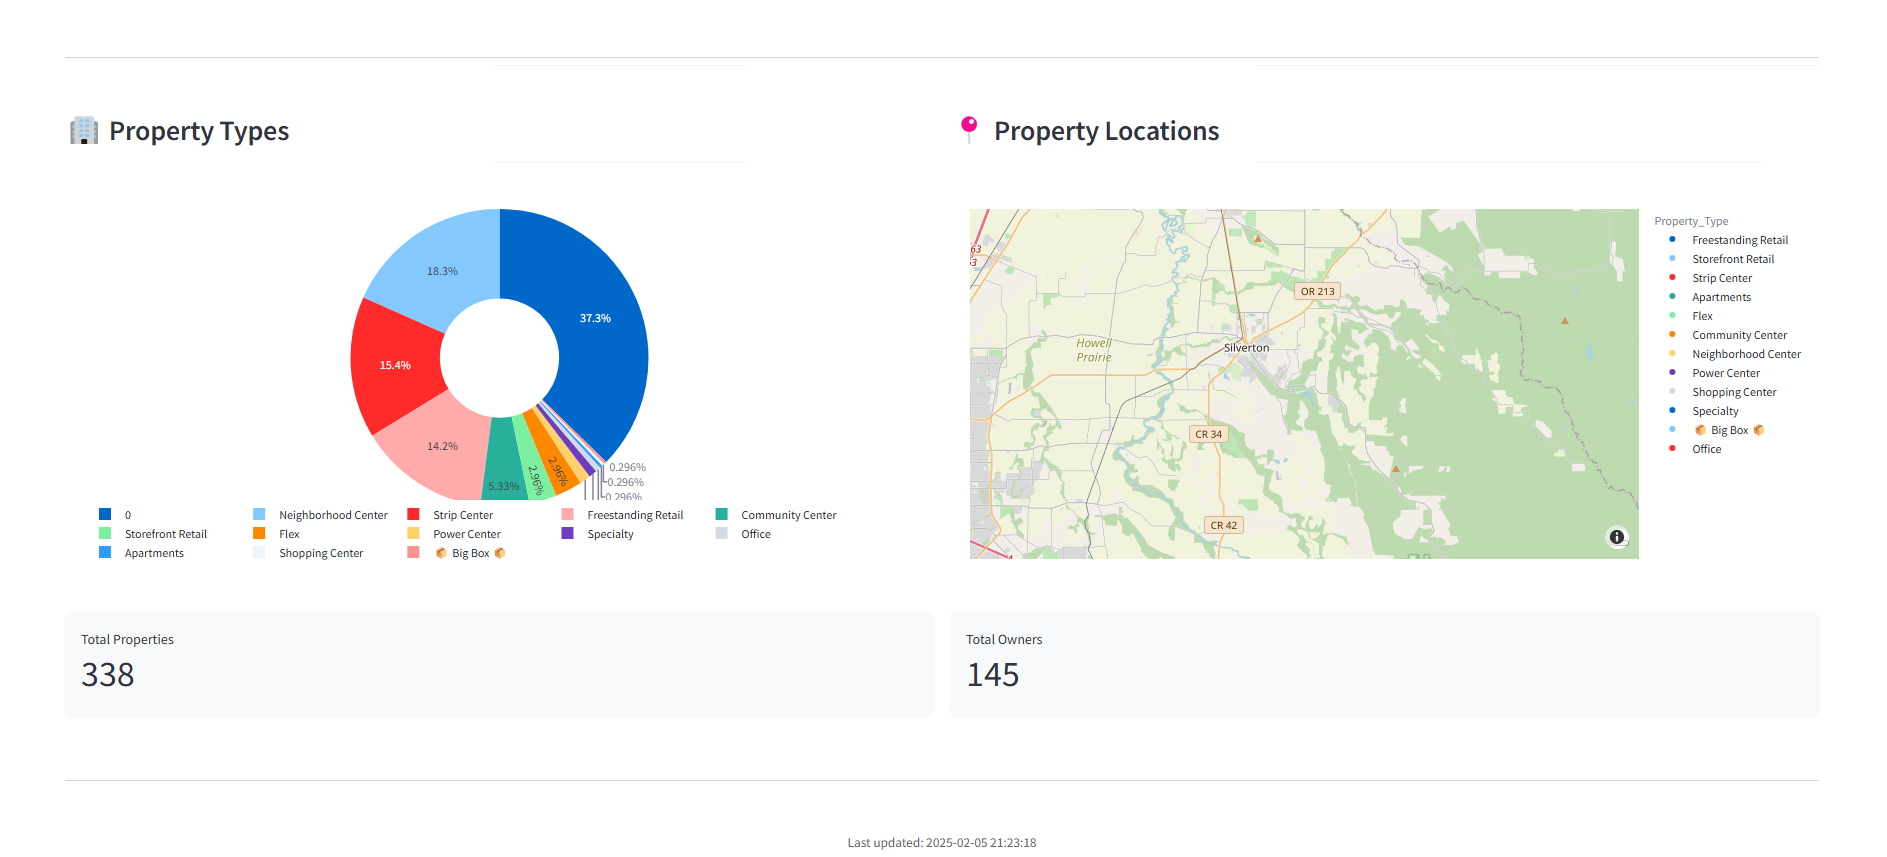 🏢 Property Types
📍 Property Locations
18.3%
37.3%
15.4%
14.2%
5.33%
2.96%
2.96%
0.296%
0.296%
0.296%
0
Neighborhood Center
Strip Center
Freestanding Retail
Community Center
Storefront Retail
Flex
Power Center
Specialty
Office
Apartments
Shopping Center
📦 Big Box 📦
63
OR 213
Howell
Prairie
Silverton
CR 34
CR 42
Property_Type
Freestanding Retail
Storefront Retail
Strip Center
Apartments
Flex
Community Center
Neighborhood Center
Power Center
Shopping Center
Specialty
📦 Big Box 📦
Office
Total Properties
338
Total Owners
145
Last updated: 2025-02-05 21:23:18